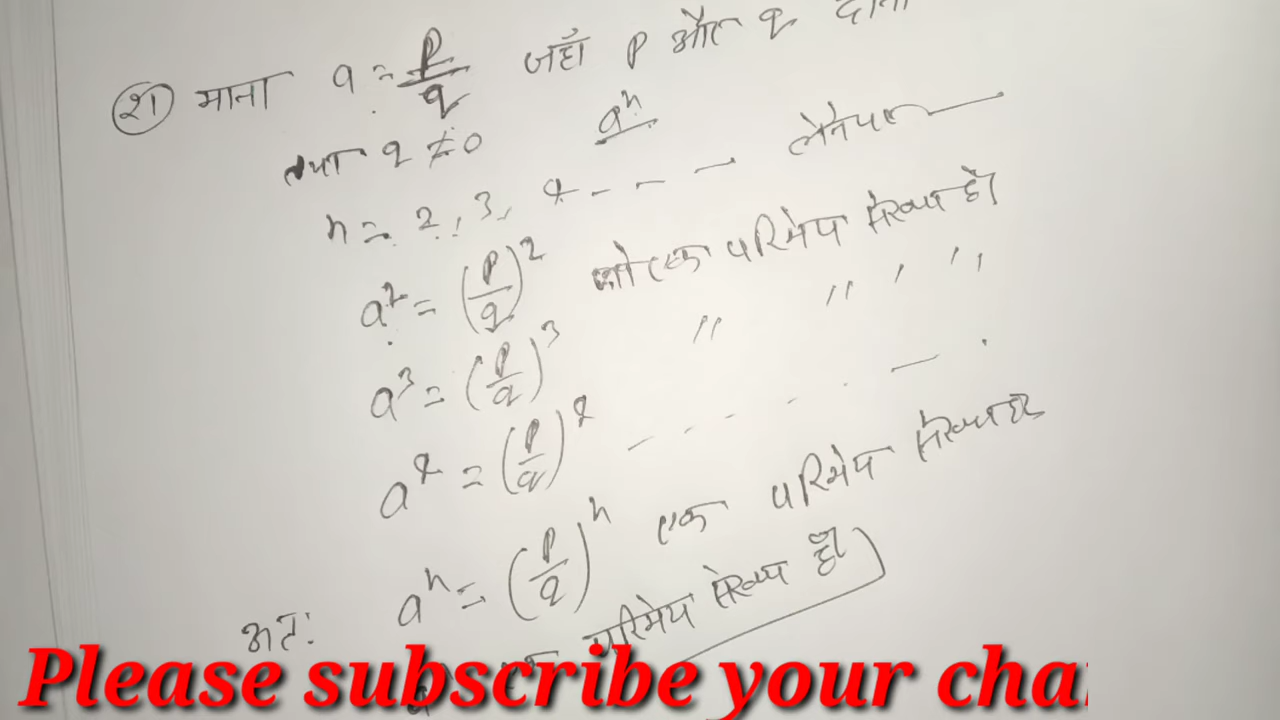 २१ माना a = p/q जहाँ p और q दोनों
तथा q ≠ 0 aⁿ
n = 2, 3, 4 - - - लेनेपर
a² = (p/q)² जो एक परिमेय संख्या है।
a³ = (p/q)³ " " " "
a⁴ = (p/q)⁴ - - - - - -
aⁿ = (p/q)ⁿ एक परिमेय संख्या है
अतः
परिमेय संख्या है।
Please subscribe your cha